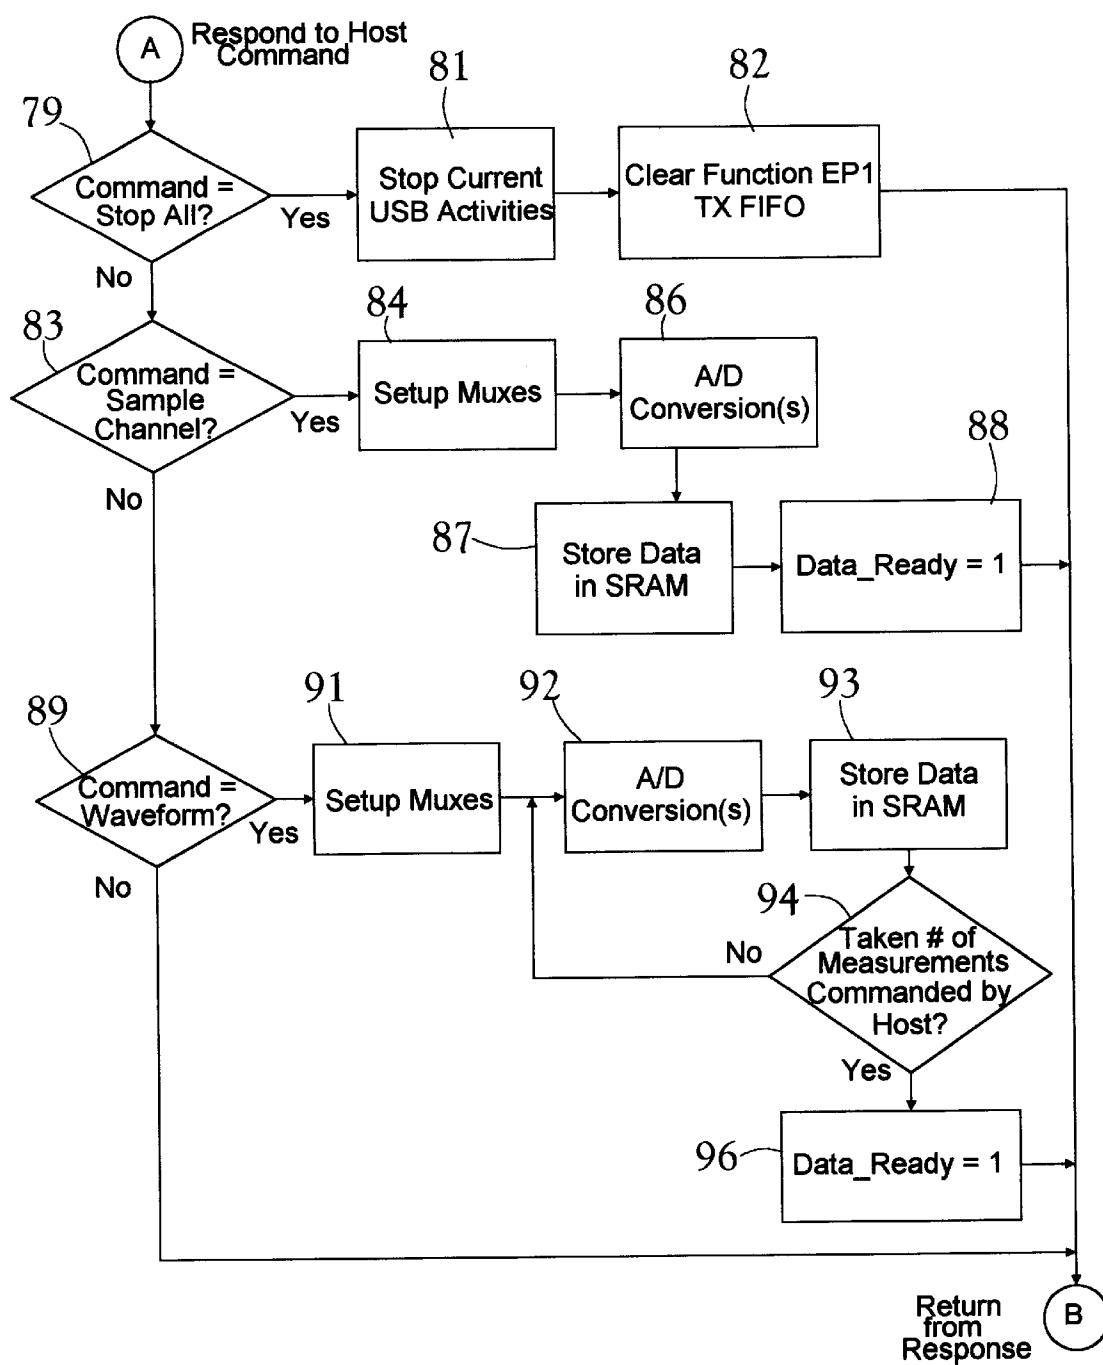 A
Respond to Host
Command
79
81
82
Command =
Stop All?
Yes
No
Stop Current
USB Activities
Clear Function EP1
TX FIFO
83
84
86
Command =
Sample
Channel?
Yes
No
Setup Muxes
A/D
Conversion(s)
87
88
Store Data
in SRAM
Data_Ready = 1
89
91
92
93
Command =
Waveform?
Yes
No
Setup Muxes
A/D
Conversion(s)
Store Data
in SRAM
94
Taken # of
Measurements
Commanded by
Host?
No
Yes
96
Data_Ready = 1
Return
from
Response
B